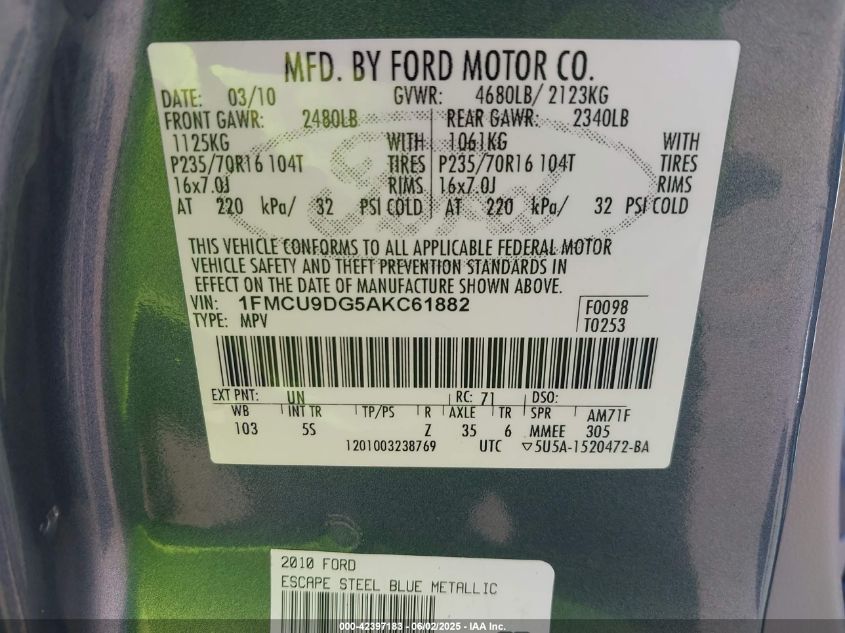 MFD. BY FORD MOTOR CO.
DATE: 03/10 GVWR: 4680LB/ 2123KG
FRONT GAWR: 2480LB REAR GAWR: 2340LB
1125KG WITH 1061KG WITH
P235/70R16 104T TIRES P235/70R16 104T TIRES
16x7.0J RIMS 16x7.0J RIMS
AT 220 kPa/ 32 PSI COLD AT 220 kPa/ 32 PSI COLD
Ford
THIS VEHICLE CONFORMS TO ALL APPLICABLE FEDERAL MOTOR
VEHICLE SAFETY AND THEFT PREVENTION STANDARDS IN
EFFECT ON THE DATE OF MANUFACTURE SHOWN ABOVE.
VIN: 1FMCU9DG5AKC61882 F0098
TYPE: MPV T0253
EXT PNT: UN RC: 71 DSO:
WB INT TR TP/PS R AXLE TR SPR AM71F
103 5S Z 35 6 MMEE 305
1201003238769 UTC ▽5U5A-1520472-BA
2010 FORD
ESCAPE STEEL BLUE METALLIC
000-42397183 - 06/02/2025 - IAA Inc.